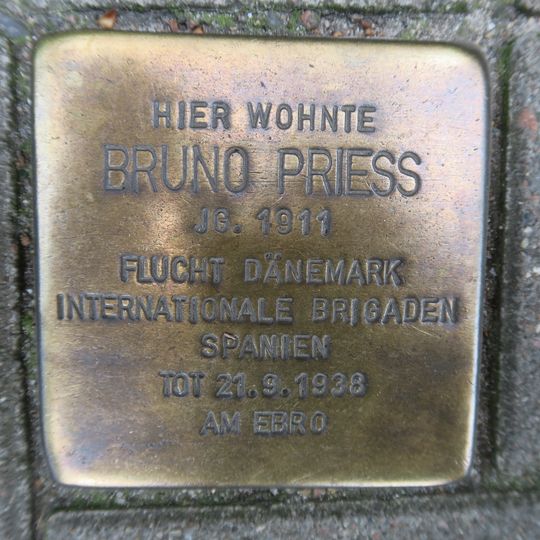 HIER WOHNTE
BRUNO PRIESS
JG. 1911
FLUCHT DÄNEMARK
INTERNATIONALE BRIGADEN
SPANIEN
TOT 21.9.1938
AM EBRO